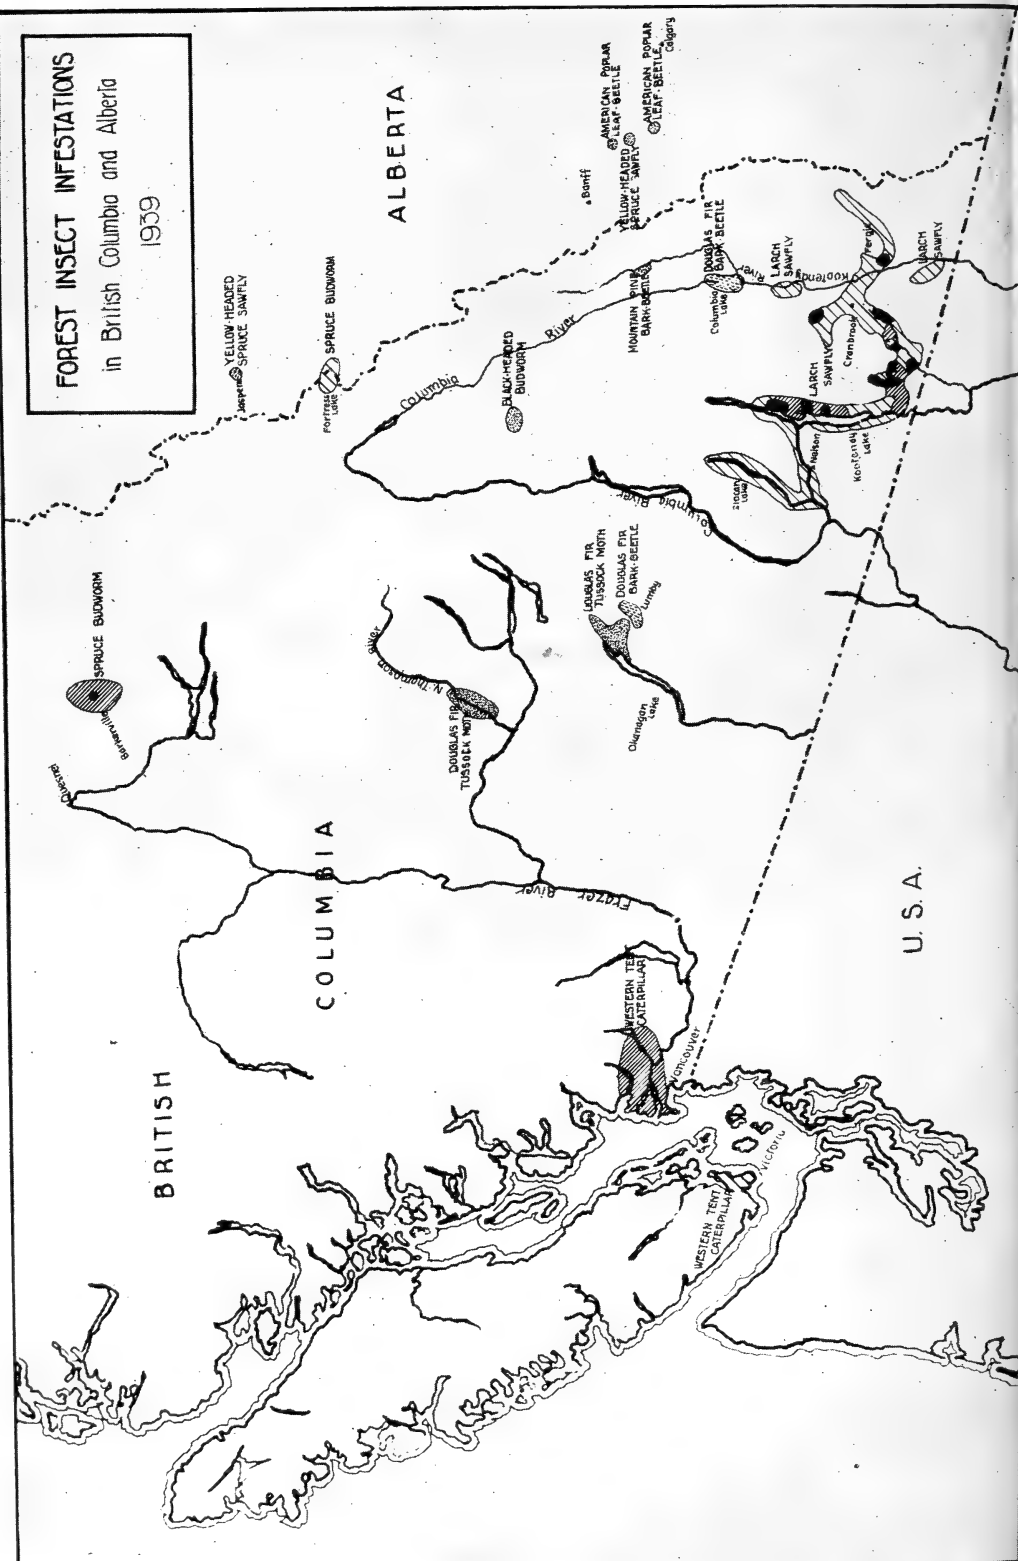 FOREST INSECT INFESTATIONS
in British Columbia and Alberta
1939
ALBERTA
BRITISH
COLUMBIA
U. S. A.
Quesnel
Barkerville
SPRUCE BUDWORM
Jasper
YELLOW-HEADED
SPRUCE SAWFLY
Fortress
Lake
SPRUCE BUDWORM
Columbia
River
BLACK-HEADED
BUDWORM
N. Thompson
River
DOUGLAS FIR
TUSSOCK MOTH
Banff
AMERICAN POPLAR
LEAF-BEETLE
AMERICAN POPLAR
LEAF-BEETLE
Calgary
YELLOW-HEADED
SPRUCE SAWFLY
MOUNTAIN PINE
BARK-BEETLE
DOUGLAS FIR
BARK-BEETLE
Columbia
Lake
River
Kootenay
LARCH
SAWFLY
Fernie
LARCH
SAWFLY
Cranbrook
LARCH
SAWFLY
Nelson
Kootenay
Lake
Slocan
Lake
Columbia River
DOUGLAS FIR
TUSSOCK MOTH
DOUGLAS FIR
BARK-BEETLE
Lumby
Okanagan
Lake
Frazer River
WESTERN TENT
CATERPILLAR
Vancouver
Victoria
WESTERN TENT
CATERPILLAR